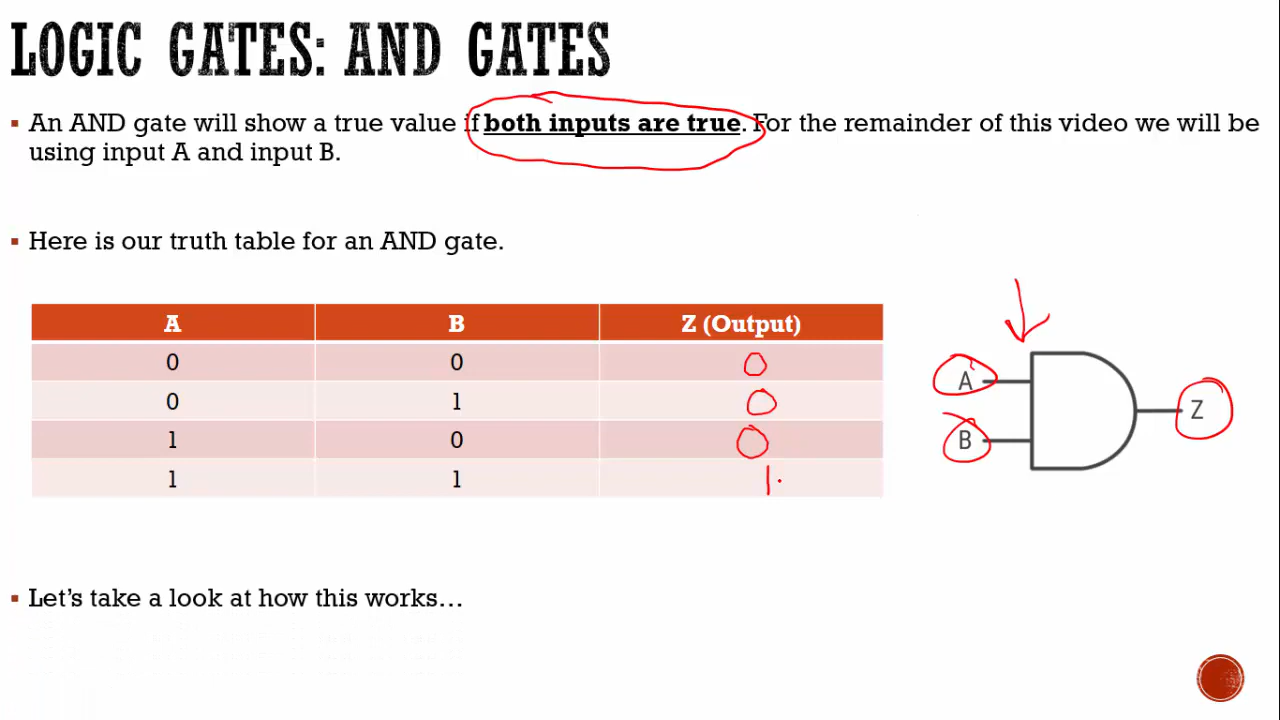 LOGIC GATES: AND GATES
▪ An AND gate will show a true value if both inputs are true. For the remainder of this video we will be
using input A and input B.
▪ Here is our truth table for an AND gate.
A B Z (Output)
0 0 0
0 1 0
1 0 0
1 1 1
A
B
Z
▪ Let's take a look at how this works...